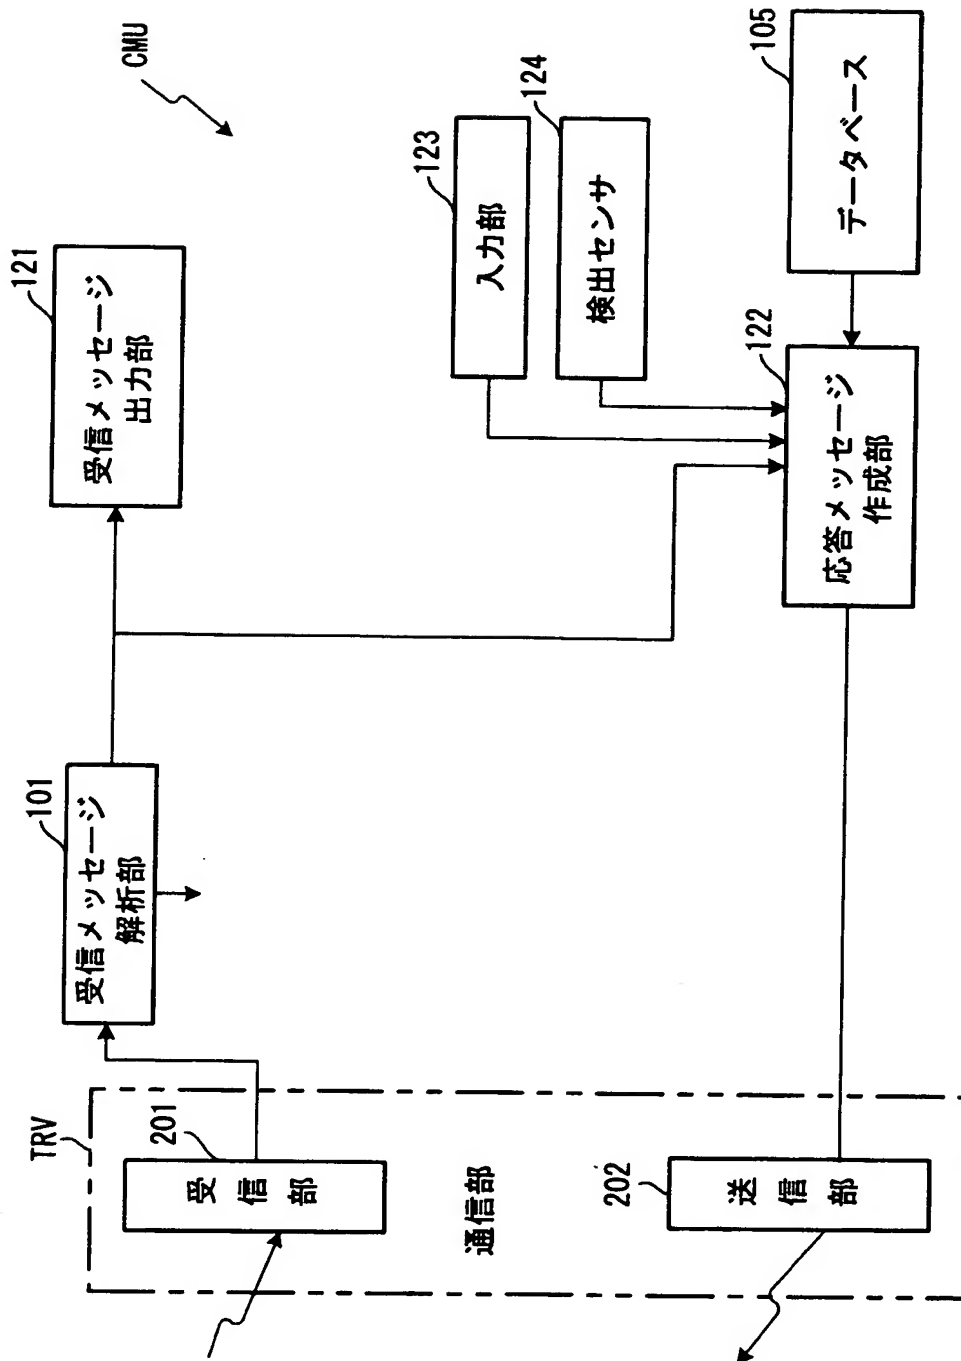 CMU
TRV
通信部
201
受信部
202
送信部
101
受信メッセージ
解析部
121
受信メッセージ
出力部
123
入力部
124
検出センサ
122
応答メッセージ
作成部
105
データベース